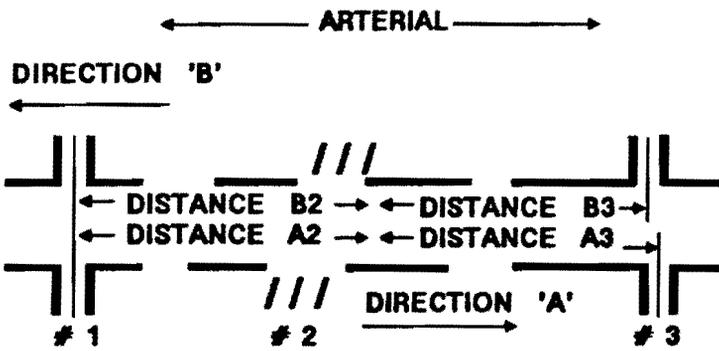 ARTERIAL
DIRECTION 'B'
DISTANCE B2 DISTANCE B3
DISTANCE A2 DISTANCE A3
DIRECTION 'A'
# 1 # 2 # 3